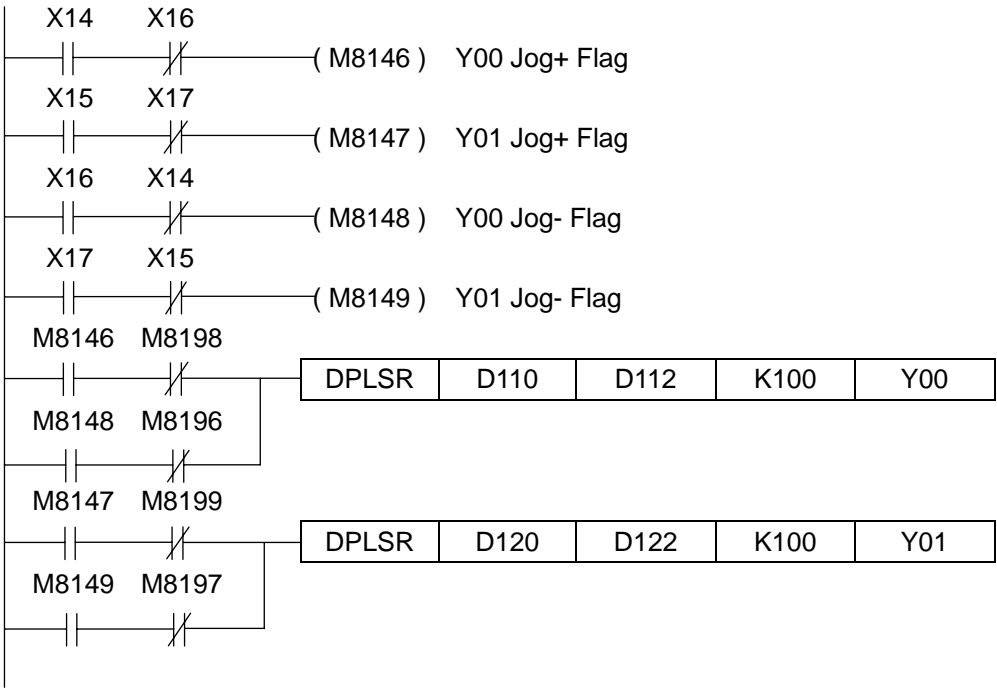 X14 X16
( M8146 ) Y00 Jog+ Flag
X15 X17
( M8147 ) Y01 Jog+ Flag
X16 X14
( M8148 ) Y00 Jog- Flag
X17 X15
( M8149 ) Y01 Jog- Flag
M8146 M8198
DPLSR D110 D112 K100 Y00
M8148 M8196
M8147 M8199
DPLSR D120 D122 K100 Y01
M8149 M8197